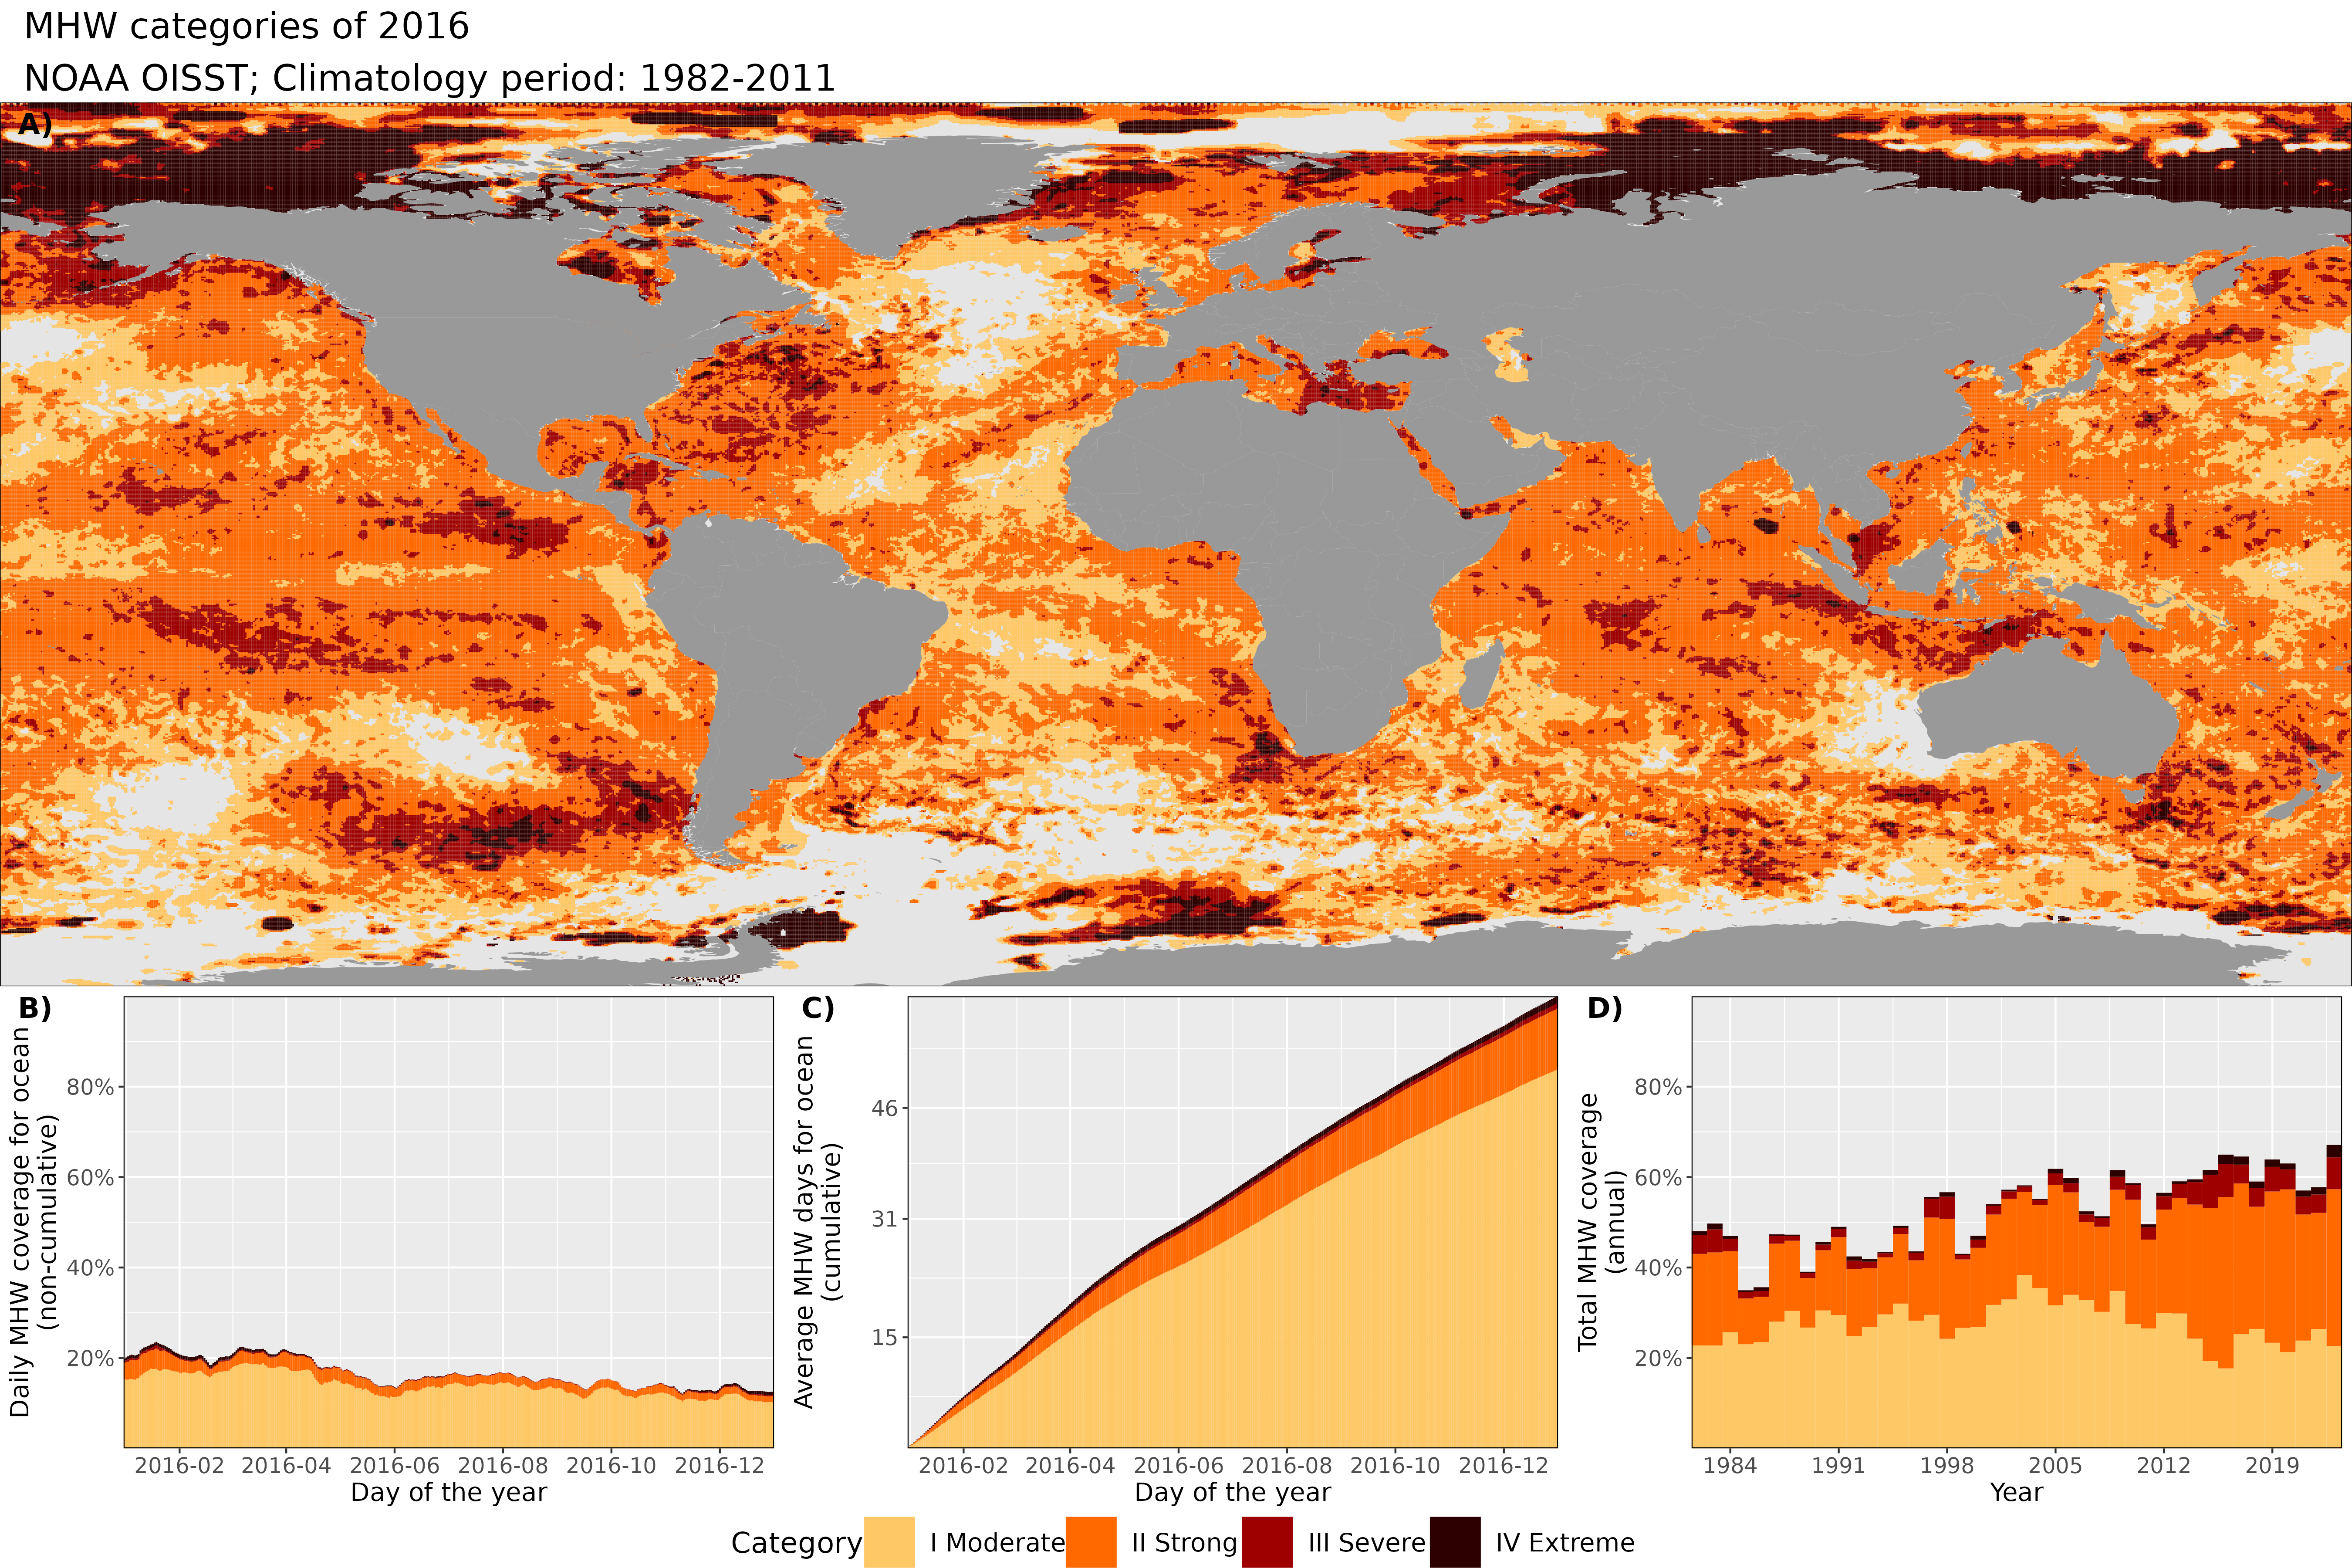 MHW categories of 2016
NOAA OISST; Climatology period: 1982-2011
A)
B)
Daily MHW coverage for ocean
(non-cumulative)
80%
60%
40%
20%
2016-02 2016-04 2016-06 2016-08 2016-10 2016-12
Day of the year
C)
Average MHW days for ocean
(cumulative)
46
31
15
2016-02 2016-04 2016-06 2016-08 2016-10 2016-12
Day of the year
D)
Total MHW coverage
(annual)
80%
60%
40%
20%
1984 1991 1998 2005 2012 2019
Year
Category I Moderate II Strong III Severe IV Extreme